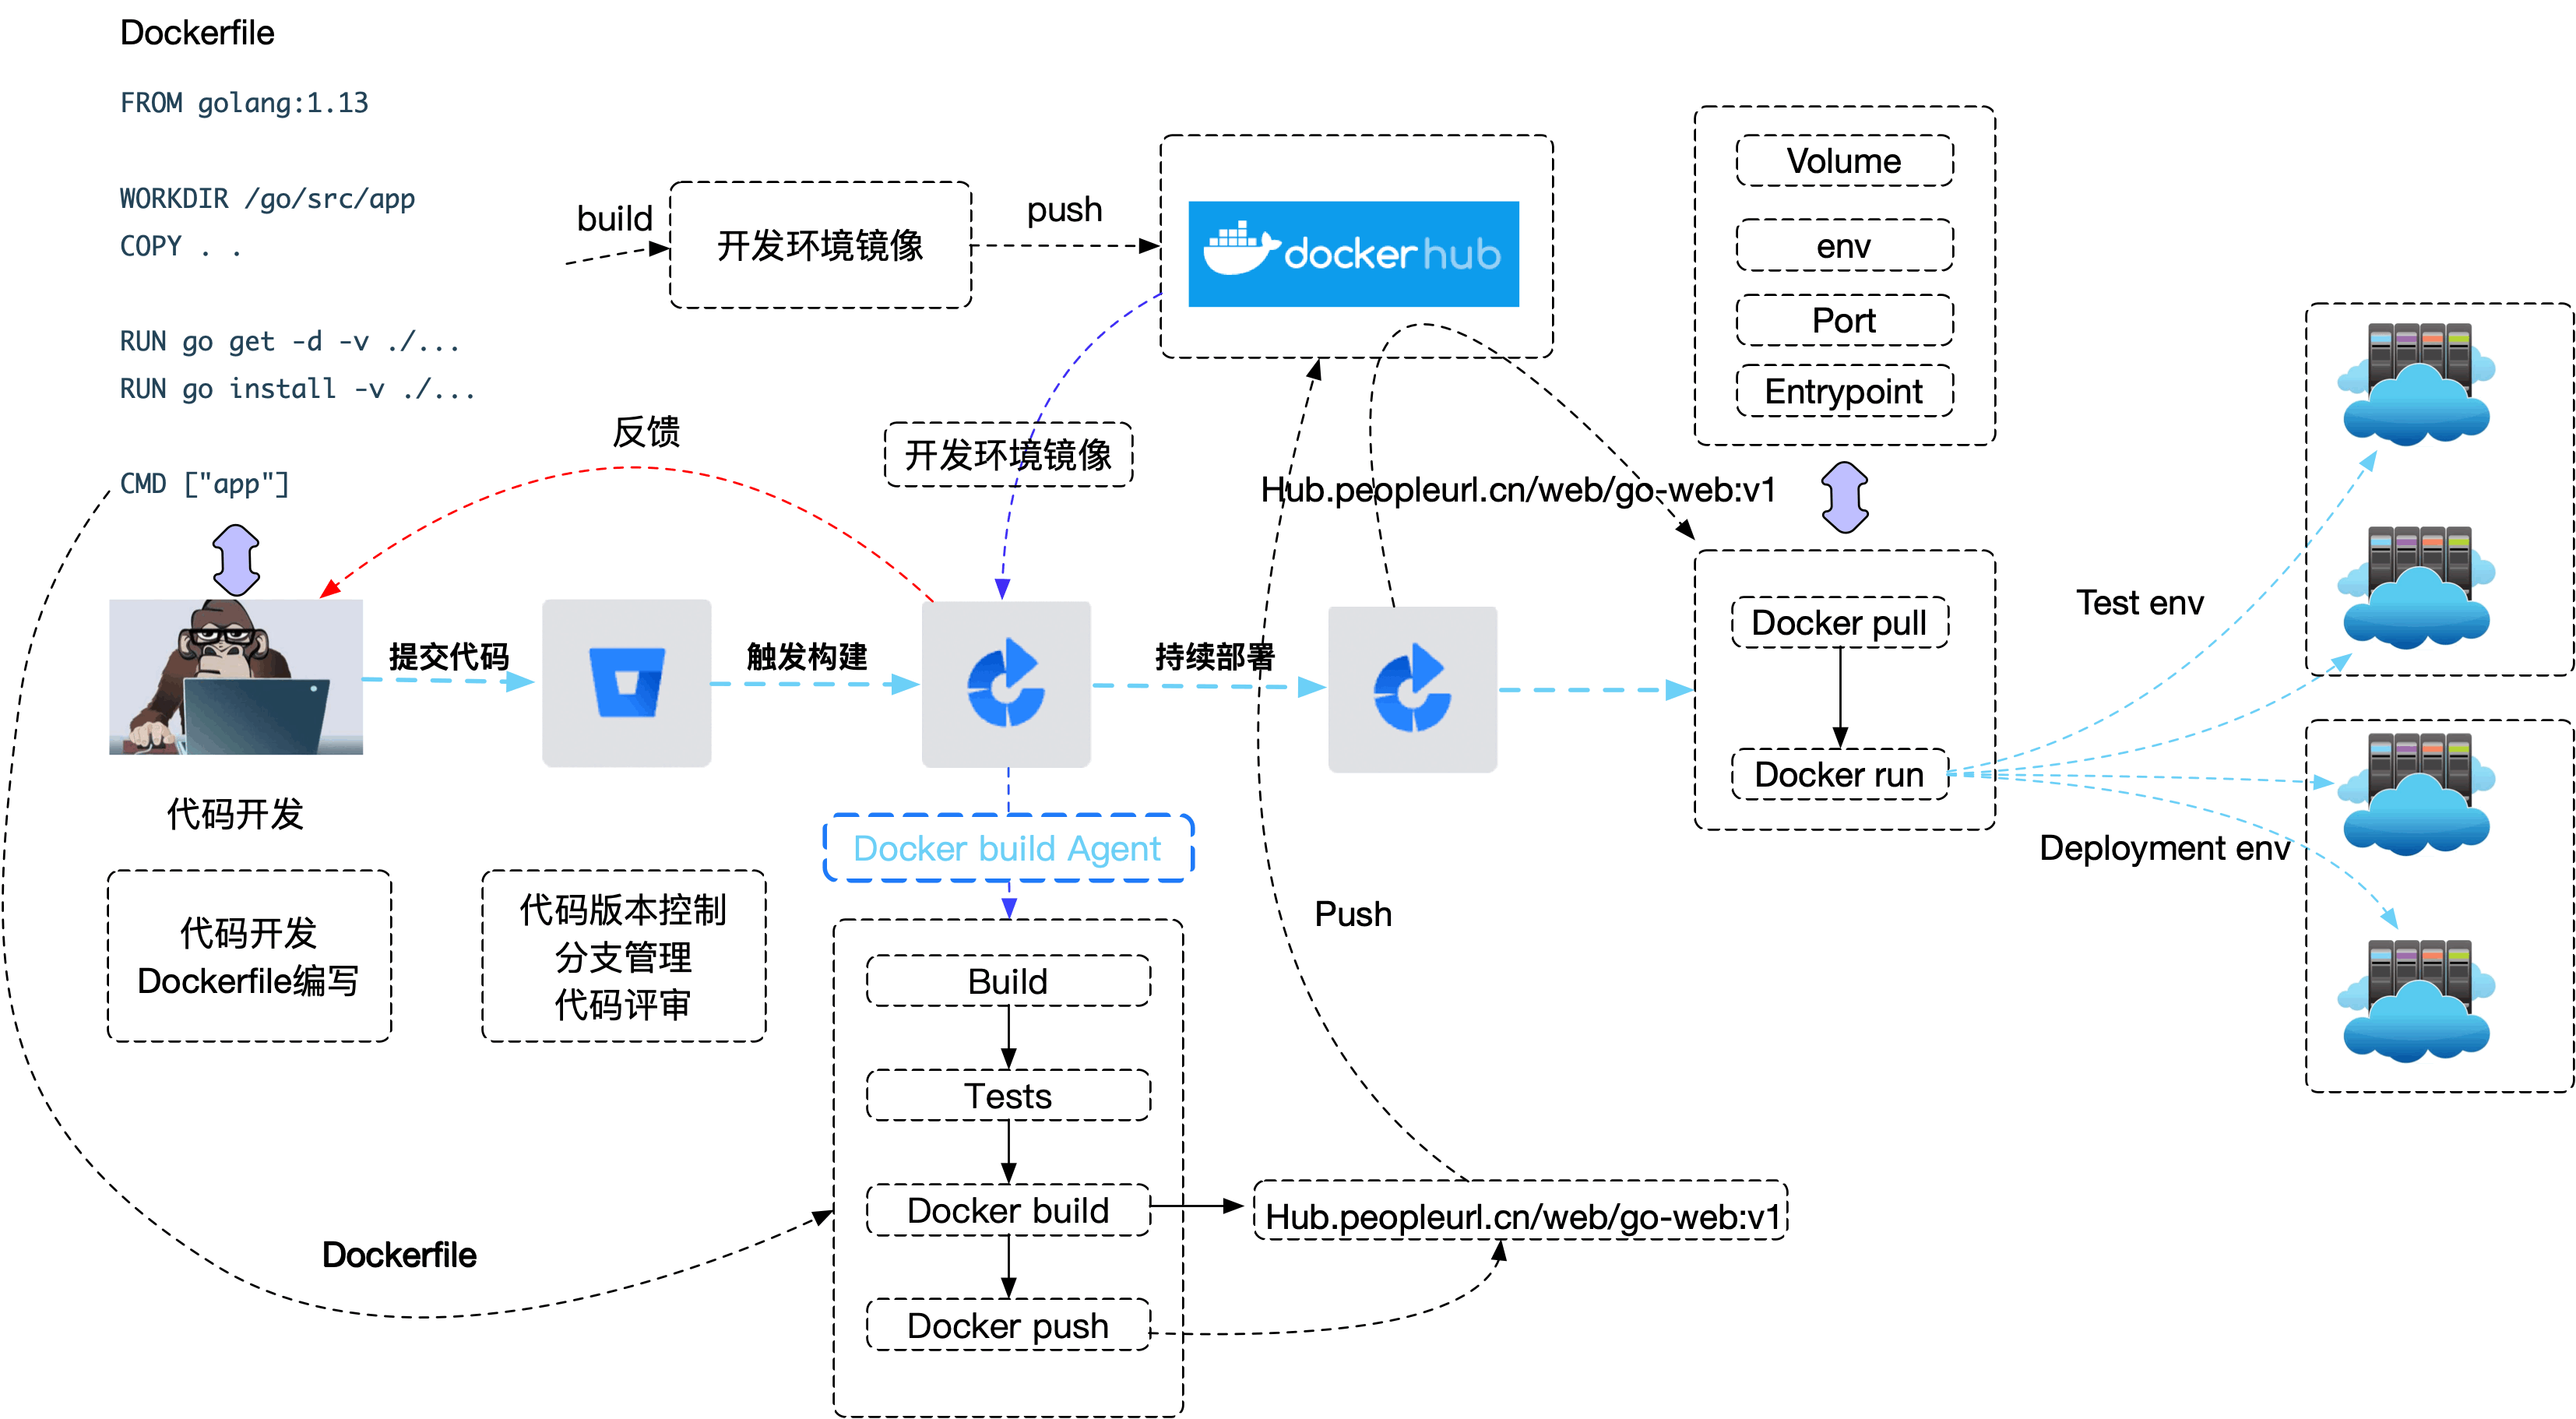 Dockerfile
FROM golang:1.13
WORKDIR /go/src/app
COPY . .
RUN go get -d -v ./...
RUN go install -v ./...
CMD ["app"]
build
开发环境镜像
push
docker hub
Volume
env
Port
Entrypoint
反馈
开发环境镜像
Hub.peopleurl.cn/web/go-web:v1
提交代码
触发构建
持续部署
Docker pull
Docker run
Test env
Deployment env
代码开发
代码开发
Dockerfile编写
代码版本控制
分支管理
代码评审
Docker build Agent
Build
Tests
Docker build
Docker push
Push
Hub.peopleurl.cn/web/go-web:v1
Dockerfile